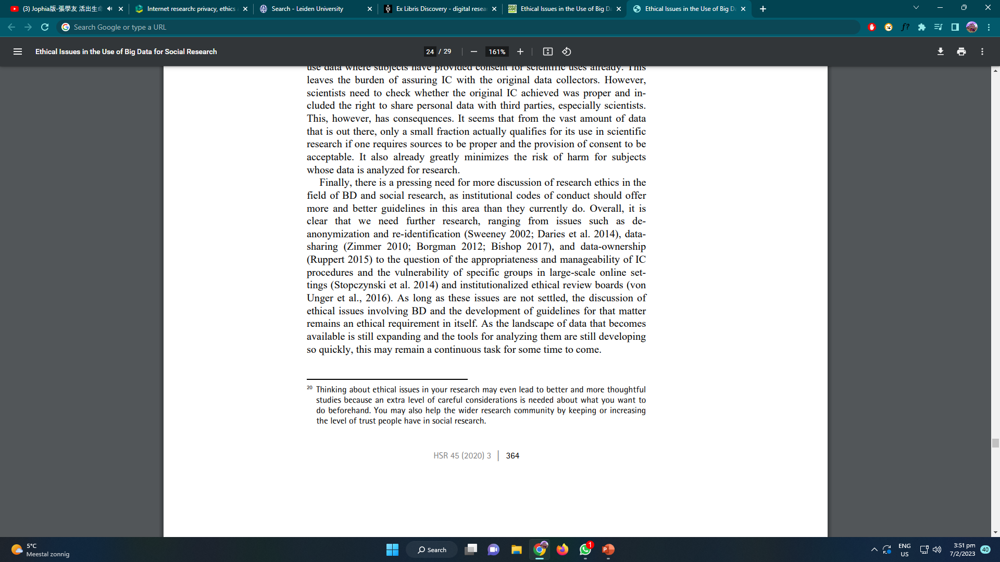 (3) Jophia版-張學友 活出生命
Internet research: privacy, ethics
Search - Leiden University
Ex Libris Discovery - digital resea
Ethical Issues in the Use of Big D
Ethical Issues in the Use of Big D
Search Google or type a URL
Ethical Issues in the Use of Big Data for Social Research
24 / 29
161%
use data where subjects have provided consent for scientific uses already. This
leaves the burden of assuring IC with the original data collectors. However,
scientists need to check whether the original IC achieved was proper and in-
cluded the right to share personal data with third parties, especially scientists.
This, however, has consequences. It seems that from the vast amount of data
that is out there, only a small fraction actually qualifies for its use in scientific
research if one requires sources to be proper and the provision of consent to be
acceptable. It also already greatly minimizes the risk of harm for subjects
whose data is analyzed for research.
Finally, there is a pressing need for more discussion of research ethics in the
field of BD and social research, as institutional codes of conduct should offer
more and better guidelines in this area than they currently do. Overall, it is
clear that we need further research, ranging from issues such as de-
anonymization and re-identification (Sweeney 2002; Daries et al. 2014), data-
sharing (Zimmer 2010; Borgman 2012; Bishop 2017), and data-ownership
(Ruppert 2015) to the question of the appropriateness and manageability of IC
procedures and the vulnerability of specific groups in large-scale online set-
tings (Stopczynski et al. 2014) and institutionalized ethical review boards (von
Unger et al., 2016). As long as these issues are not settled, the discussion of
ethical issues involving BD and the development of guidelines for that matter
remains an ethical requirement in itself. As the landscape of data that becomes
available is still expanding and the tools for analyzing them are still developing
so quickly, this may remain a continuous task for some time to come.
20 Thinking about ethical issues in your research may even lead to better and more thoughtful
studies because an extra level of careful considerations is needed about what you want to
do beforehand. You may also help the wider research community by keeping or increasing
the level of trust people have in social research.
HSR 45 (2020) 3 | 364
5°C
Meestal zonnig
Search
1
ENG
US
3:51 pm
7/2/2023
40